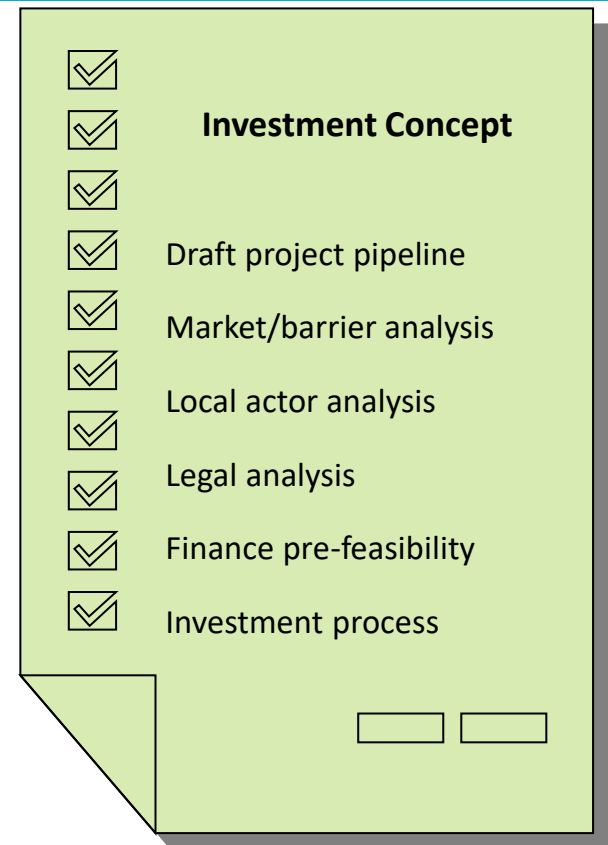 Investment Concept
Draft project pipeline
Market/barrier analysis
Local actor analysis
Legal analysis
Finance pre-feasibility
Investment process